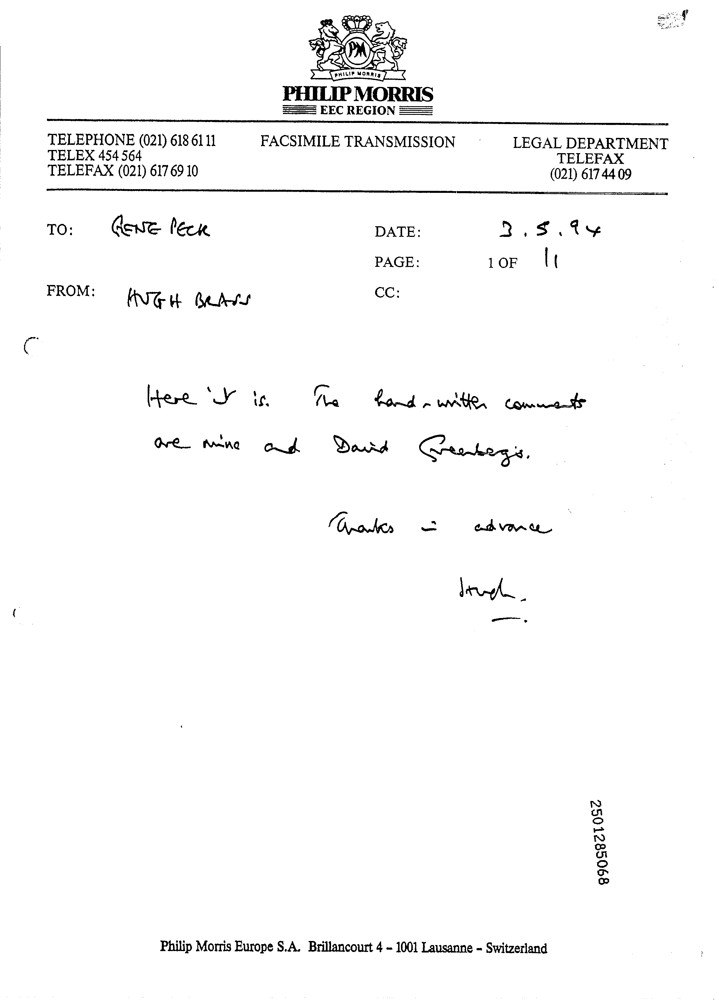 PM
PHILIP MORRIS
PHILIP MORRIS
EEC REGION
TELEPHONE (021) 618 61 11
TELEX 454 564
TELEFAX (021) 617 69 10
FACSIMILE TRANSMISSION
LEGAL DEPARTMENT
TELEFAX
(021) 617 44 09
TO: GENE PECK
DATE: 3.5.94
PAGE: 1 OF 11
FROM: HUGH BRASS
CC:
Here it is. The hand-written comments
are mine and David Greenberg's.
Thanks in advance
Hugh.
2501285068
Philip Morris Europe S.A. Brillancourt 4 – 1001 Lausanne – Switzerland